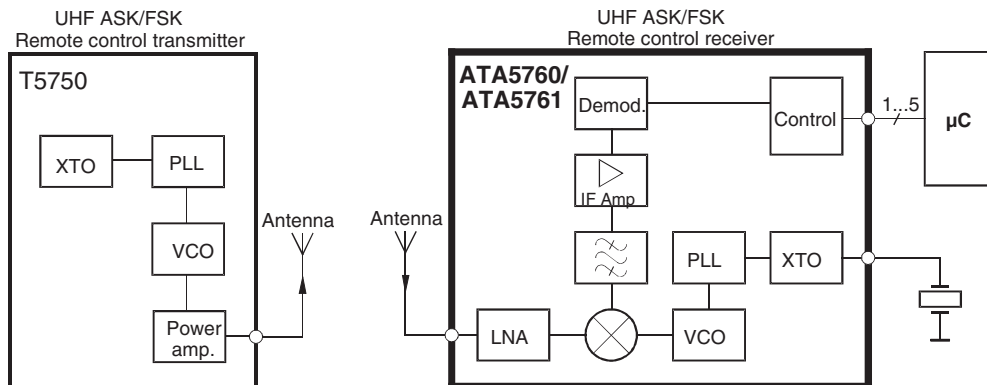 UHF ASK/FSK
Remote control transmitter
T5750
XTO
PLL
VCO
Power
amp.
Antenna
UHF ASK/FSK
Remote control receiver
ATA5760/
ATA5761
Demod.
Control
1...5
µC
IF Amp
PLL
XTO
Antenna
LNA
VCO